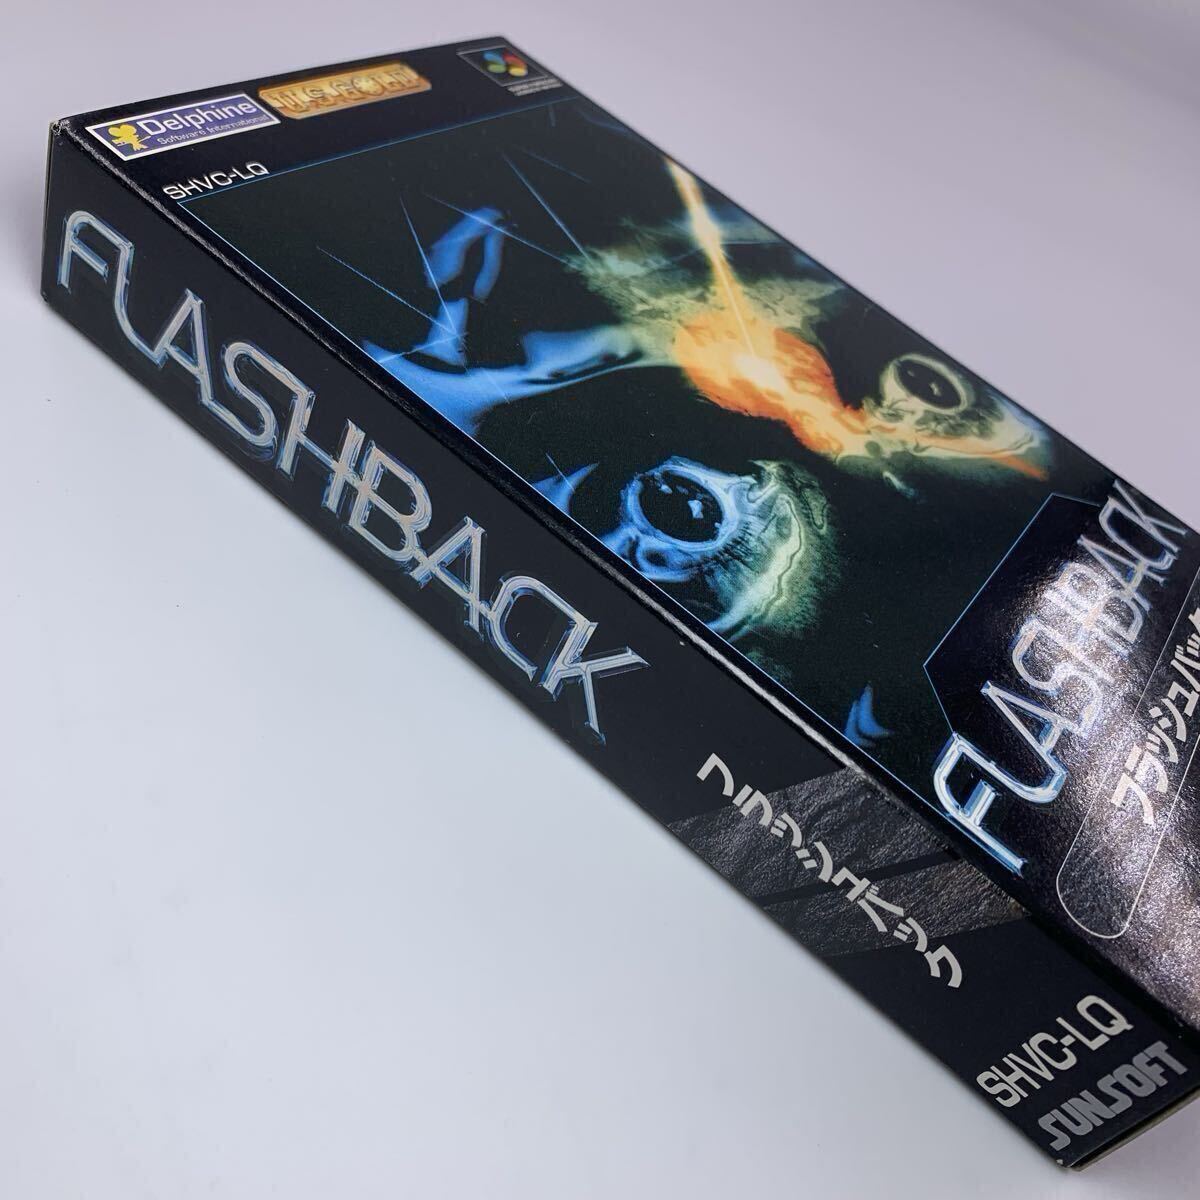 Delphine
Software International
U.S. GOLD
SHVC-LQ
FLASHBACK
フラッシュバック
SHVC-LQ
SUNSOFT
FLASHBACK
フラッシュバック